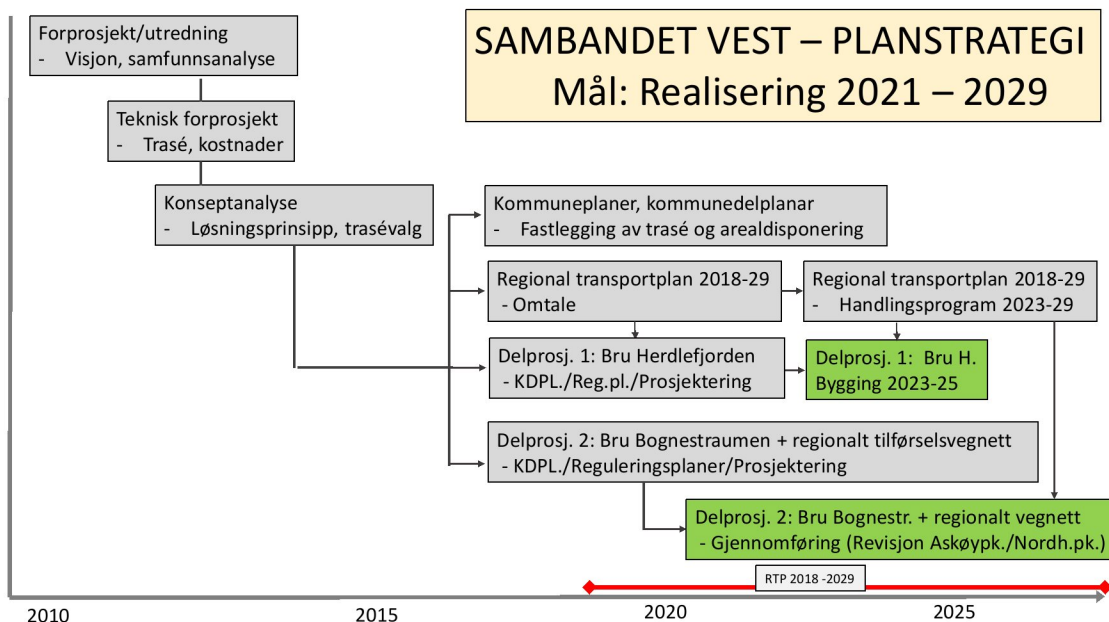 SAMBANDET VEST – PLANSTRATEGI
Mål: Realisering 2021 – 2029
Forprosjekt/utredning
- Visjon, samfunnsanalyse
Teknisk forprosjekt
- Trasé, kostnader
Konseptanalyse
- Løsningsprinsipp, trasévalg
Kommuneplaner, kommunedelplanar
- Fastlegging av trasé og arealdisponering
Regional transportplan 2018-29
- Omtale
Regional transportplan 2018-29
- Handlingsprogram 2023-29
Delprosj. 1: Bru Herdlefjorden
- KDPL./Reg.pl./Prosjektering
Delprosj. 1: Bru H.
Bygging 2023-25
Delprosj. 2: Bru Bognestraumen + regionalt tilførselsvegnett
- KDPL./Reguleringsplaner/Prosjektering
Delprosj. 2: Bru Bognestr. + regionalt vegnett
- Gjennomføring (Revisjon Askøypk./Nordh.pk.)
RTP 2018 -2029
2010
2015
2020
2025